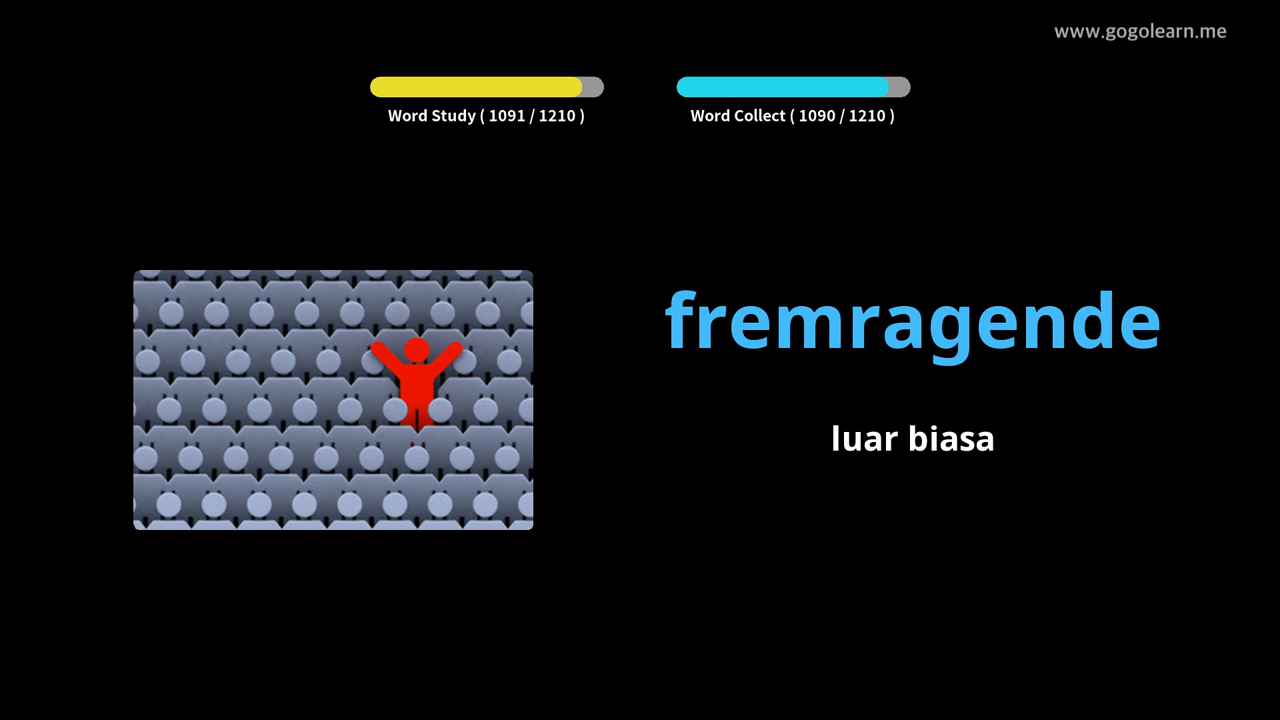 www.gogolearn.me
Word Study ( 1091 / 1210 )
Word Collect ( 1090 / 1210 )
fremragende
luar biasa